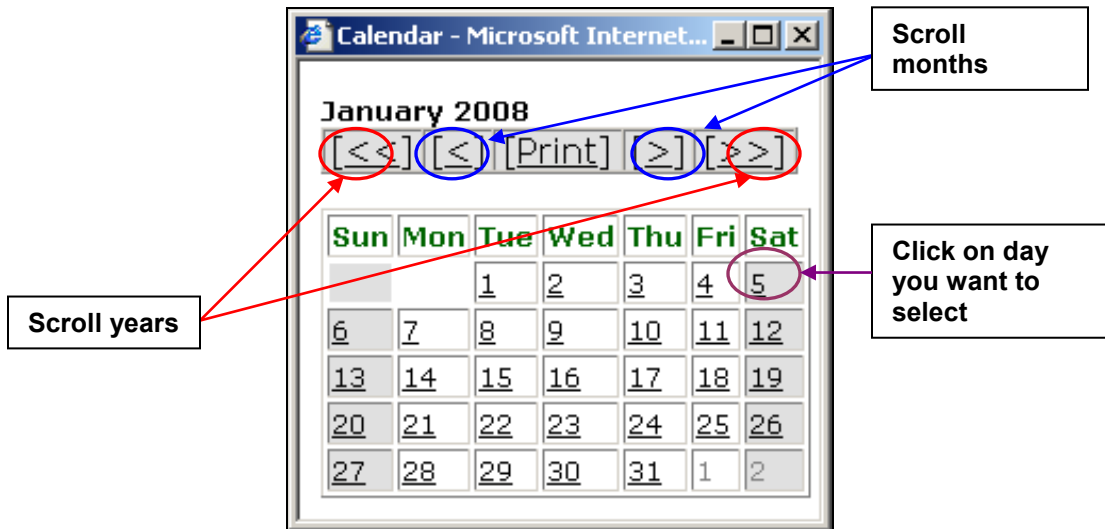 Calendar - Microsoft Internet...
Scroll
months
January 2008
[<<] [<] [Print] [>] [>>]
Sun Mon Tue Wed Thu Fri Sat
1 2 3 4 5
Click on day
you want to
select
Scroll years
6 7 8 9 10 11 12
13 14 15 16 17 18 19
20 21 22 23 24 25 26
27 28 29 30 31 1 2